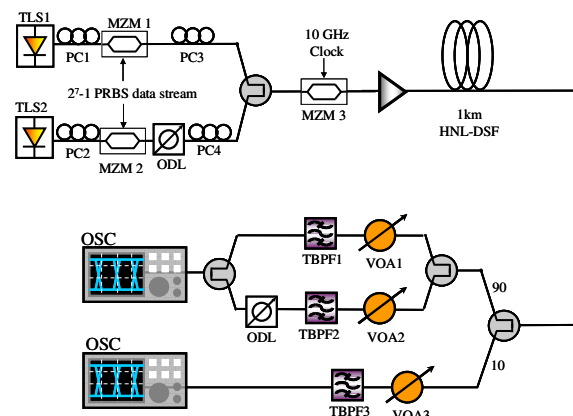 TLS1
MZM 1
PC1
PC3
10 GHz
Clock
2⁷-1 PRBS data stream
MZM 3
1km
HNL-DSF
TLS2
PC2
MZM 2
ODL
PC4
OSC
TBPF1
VOA1
90
ODL
TBPF2
VOA2
OSC
10
TBPF3
VOA3